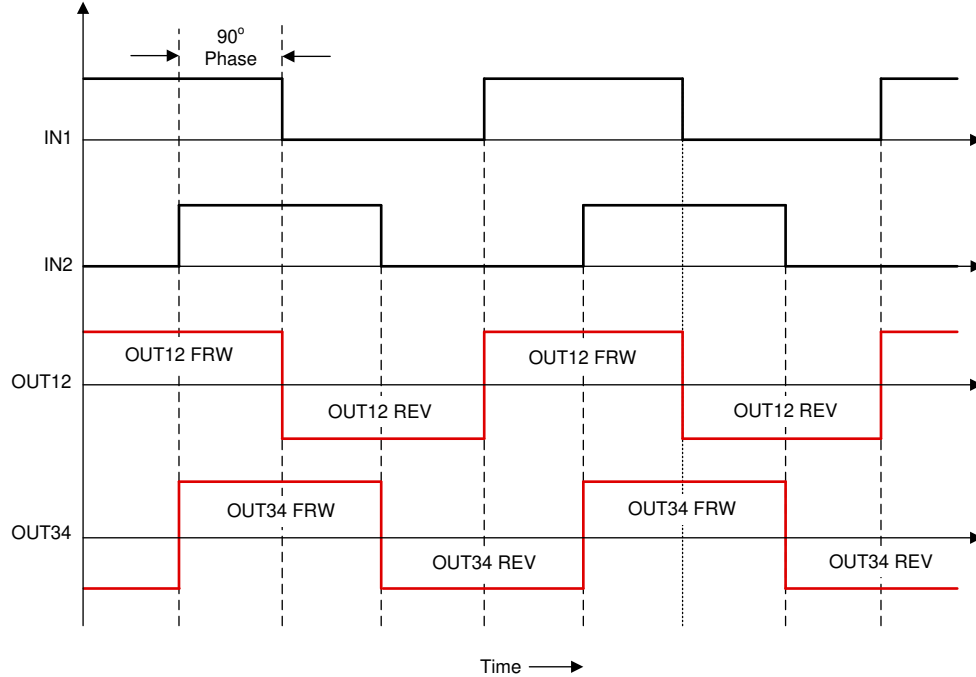 90°
Phase
IN1
IN2
OUT12 FRW
OUT12 FRW
OUT12
OUT12 REV
OUT12 REV
OUT34 FRW
OUT34 FRW
OUT34
OUT34 REV
OUT34 REV
Time